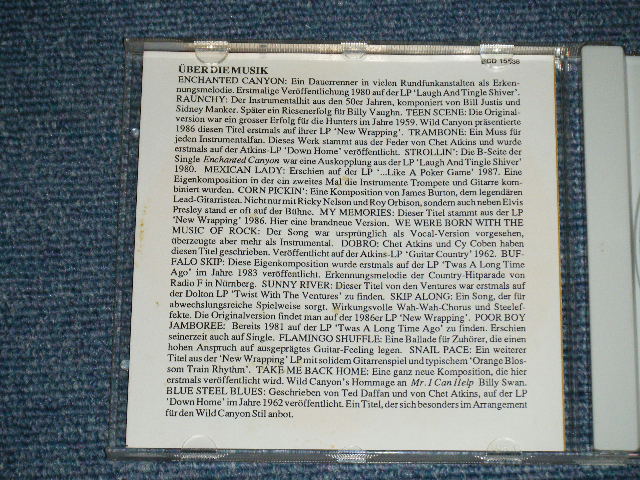 BCD 15538
ÜBER DIE MUSIK
ENCHANTED CANYON: Ein Dauerrenner in vielen Rundfunkanstalten als Erken-
nungsmelodie. Erstmalige Veröffentlichung 1980 auf der LP 'Laugh And Tingle Shiver'.
RAUNCHY: Der Instrumentalhit aus den 50er Jahren, komponiert von Bill Justis und
Sidney Manker. Später ein Riesenerfolg für Billy Vaughn. TEEN SCENE: Die Original-
version war ein grosser Erfolg für die Hunters im Jahre 1959. Wild Canyon präsentierte
1986 diesen Titel erstmals auf ihrer LP 'New Wrapping'. TRAMBONE: Ein Muss für
jeden Instrumentalfan. Dieses Werk stammt aus der Feder von Chet Atkins und wurde
erstmals auf der Atkins-LP 'Down Home' veröffentlicht. STROLLIN': Die B-Seite der
Single Enchanted Canyon war eine Auskopplung aus der LP 'Laugh And Tingle Shiver'
1980. MEXICAN LADY: Erschien auf der LP '...Like A Poker Game' 1987. Eine
Eigenkomposition in der ein zweites Mal die Instrumente Trompete und Gitarre kom-
biniert wurden. CORN PICKIN': Eine Komposition von James Burton, dem legendären
Lead-Gitarristen. Nicht nur mit Ricky Nelson und Roy Orbison, sondern auch neben Elvis
Presley stand er oft auf der Bühne. MY MEMORIES: Dieser Titel stammt aus der LP
'New Wrapping' 1986. Hier eine brandneue Version. WE WERE BORN WITH THE
MUSIC OF ROCK: Der Song war ursprünglich als Vocal-Version vorgesehen,
überzeugte aber mehr als Instrumental. DOBRO: Chet Atkins und Cy Coben haben
diesen Titel geschrieben. Veröffentlicht auf der Atkins-LP 'Guitar Country' 1962. BUF-
FALO SKIP: Diese Eigenkomposition wurde erstmals auf der LP 'Twas A Long Time
Ago' im Jahre 1983 veröffentlicht. Erkennungsmelodie der Country-Hitparade von
Radio F in Nürnberg. SUNNY RIVER: Dieser Titel von den Ventures war erstmals auf
der Dolton LP 'Twist With The Ventures' zu finden. SKIP ALONG: Ein Song, der für
abwechslungsreiche Spielweise sorgt. Wirkungsvolle Wah-Wah-Chorus und Steelef-
fekte. Die Originalversion findet man auf der 1986er LP 'New Wrapping'. POOR BOY
JAMBOREE: Bereits 1981 auf der LP 'Twas A Long Time Ago' zu finden. Erschien
seinerzeit auch auf Single. FLAMINGO SHUFFLE: Eine Ballade für Zuhörer, die einen
hohen Anspruch auf ausgeprägtes Guitar-Feeling legen. SNAIL PACE: Ein weiterer
Titel aus der 'New Wrapping' LP mit solidem Gitarrenspiel und typischem 'Orange Blos-
som Train Rhythm'. TAKE ME BACK HOME: Eine ganz neue Komposition, die hier
erstmals veröffentlicht wird. Wild Canyon's Hommage an Mr. I Can Help Billy Swan.
BLUE STEEL BLUES: Geschrieben von Ted Daffan und von Chet Atkins, auf der LP
'Down Home' im Jahre 1962 veröffentlicht. Ein Titel, der sich besonders im Arrangement
für den Wild Canyon Stil anbot.